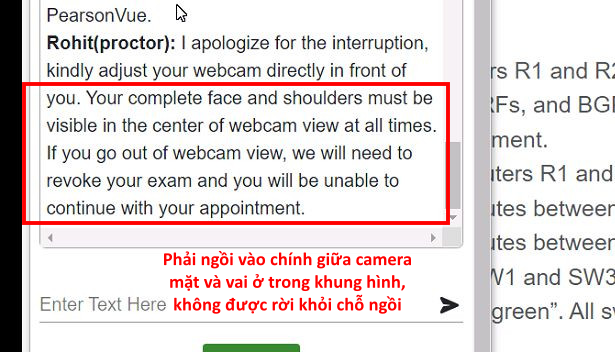 PearsonVue.
Rohit(proctor): I apologize for the interruption,
kindly adjust your webcam directly in front of
you. Your complete face and shoulders must be
visible in the center of webcam view at all times.
If you go out of webcam view, we will need to
revoke your exam and you will be unable to
continue with your appointment.
Phải ngồi vào chính giữa camera
mặt và vai ở trong khung hình,
không được rời khỏi chỗ ngồi
Enter Text Here
rs R1 and R2
RFs, and BGP
ment.
uters R1 and
utes between
utes between
W1 and SW3
green”. All sw